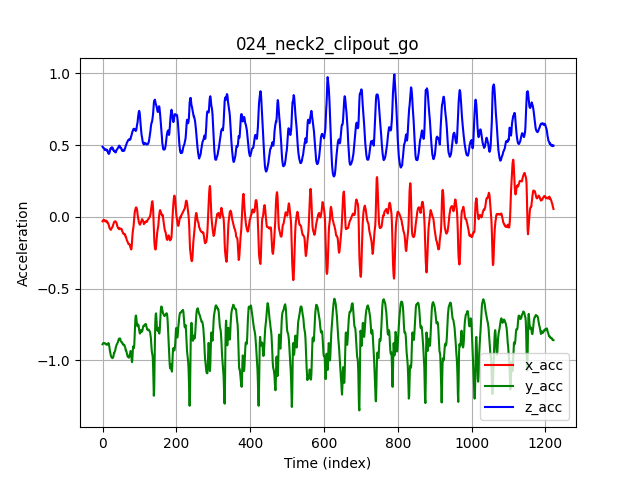 024_neck2_clipout_go
1.0
0.5
0.0
−0.5
−1.0
Acceleration
0 200 400 600 800 1000 1200
Time (index)
x_acc
y_acc
z_acc